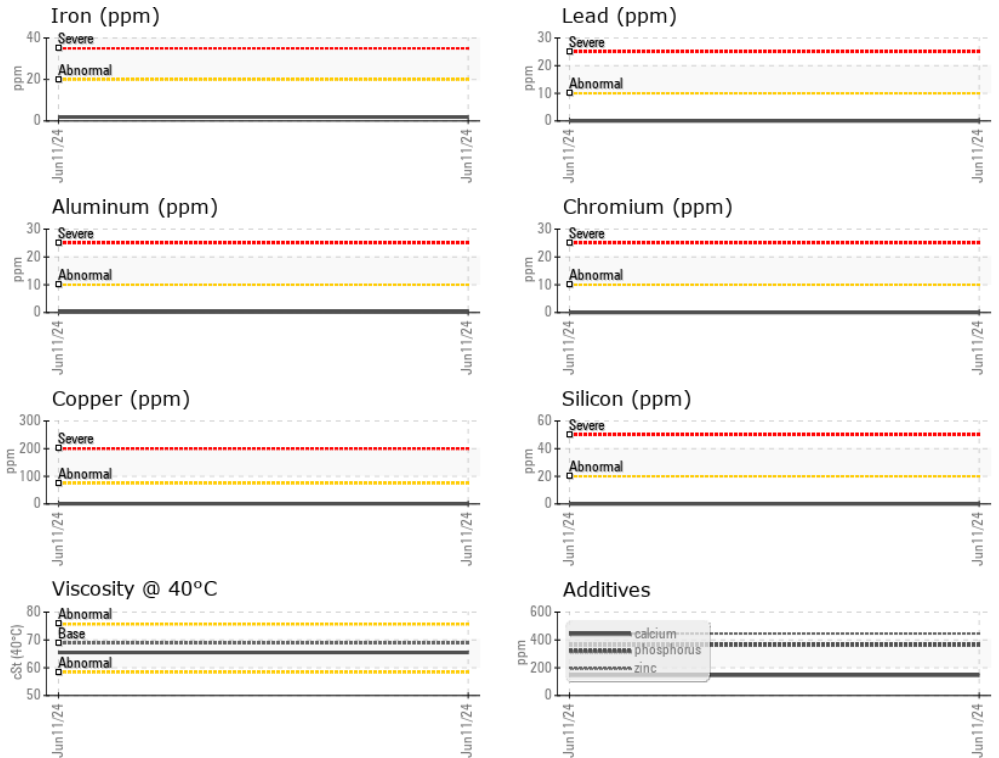 Iron (ppm)
40
Severe
Abnormal
20
0
ppm
Jun11/24
Jun11/24
Lead (ppm)
30
Severe
20
Abnormal
10
0
ppm
Jun11/24
Jun11/24
Aluminum (ppm)
30
Severe
20
Abnormal
10
0
ppm
Jun11/24
Jun11/24
Chromium (ppm)
30
Severe
20
Abnormal
10
0
ppm
Jun11/24
Jun11/24
Copper (ppm)
300
Severe
200
Abnormal
100
0
ppm
Jun11/24
Jun11/24
Silicon (ppm)
60
Severe
40
Abnormal
20
0
ppm
Jun11/24
Jun11/24
Viscosity @ 40°C
80
Abnormal
Base
70
Abnormal
60
50
cSt (40°C)
Jun11/24
Jun11/24
Additives
600
400
200
0
ppm
calcium
phosphorus
zinc
Jun11/24
Jun11/24